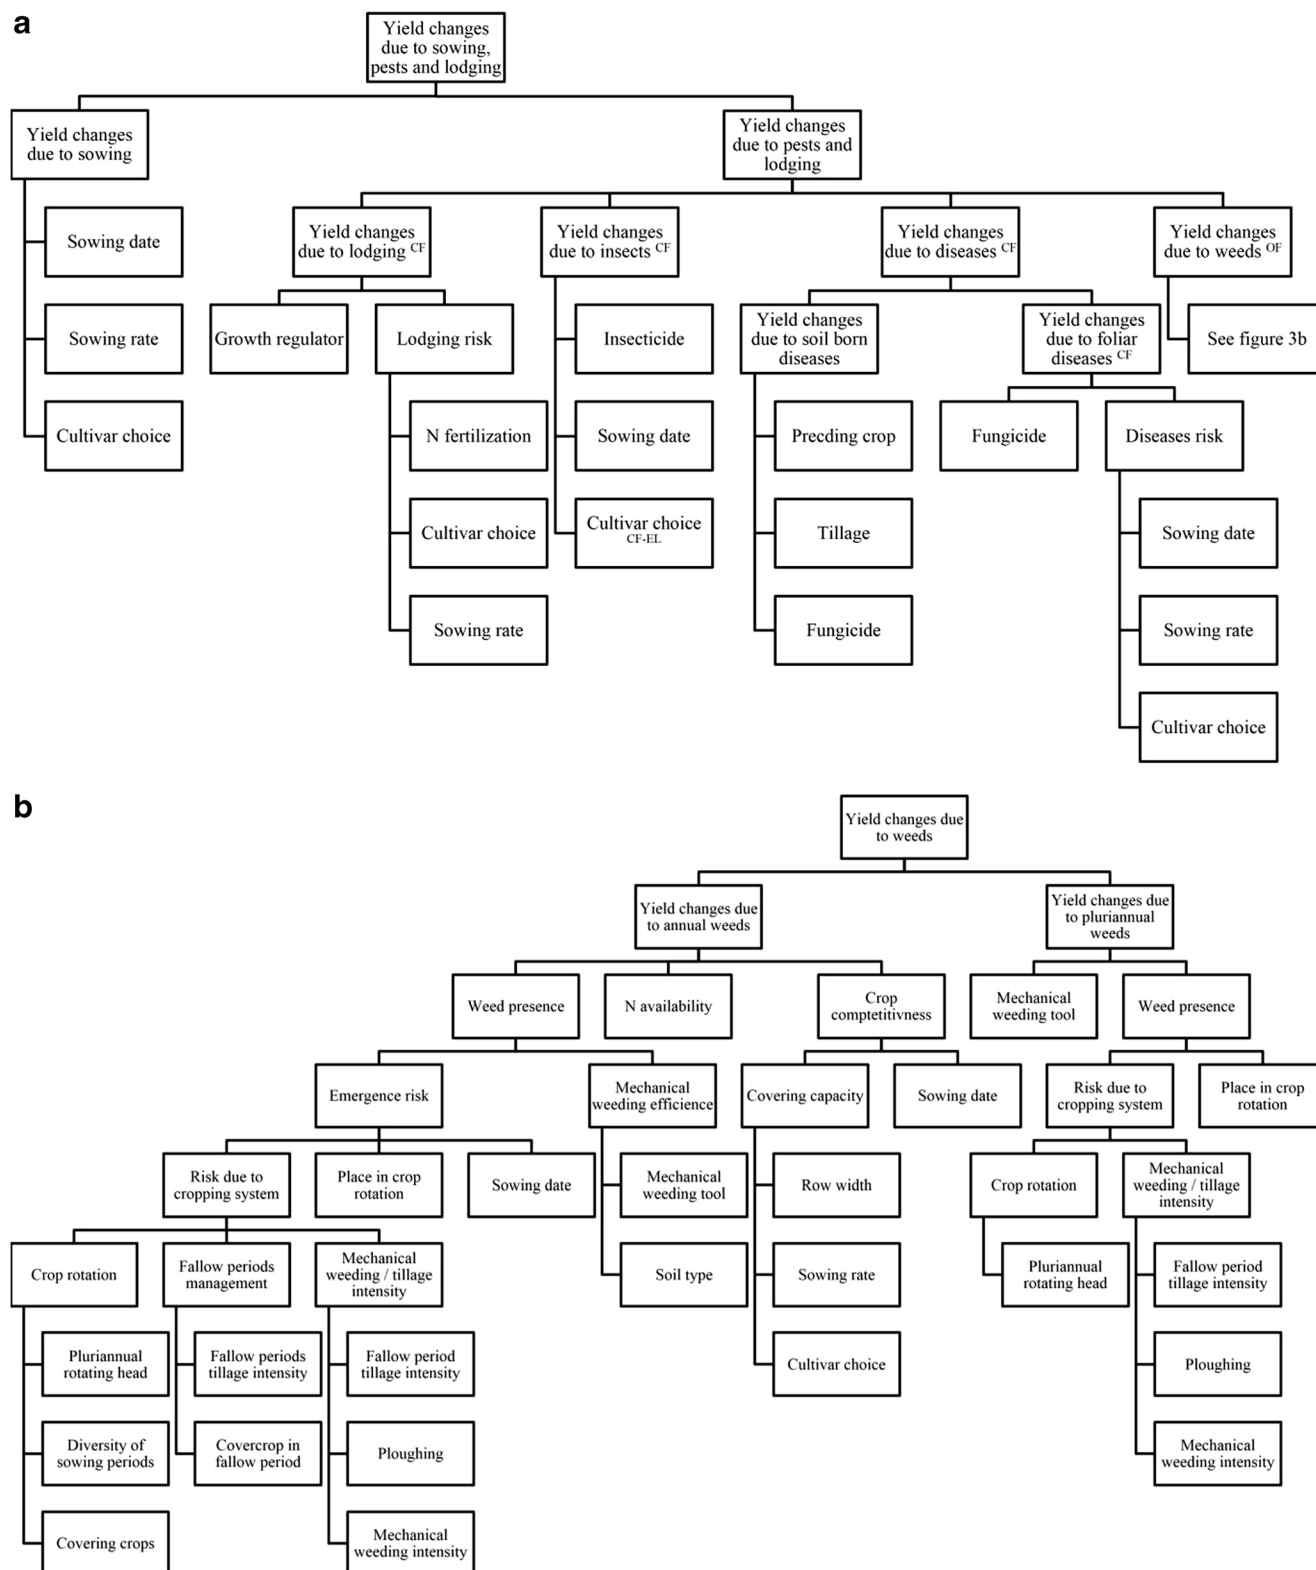 a
Yield changes
due to sowing,
pests and lodging
Yield changes
due to sowing
Yield changes
due to pests and
lodging
Sowing date
Sowing rate
Cultivar choice
Yield changes
due to lodging CF
Yield changes
due to insects CF
Yield changes
due to diseases CF
Yield changes
due to weeds OF
Growth regulator
Lodging risk
N fertilization
Cultivar choice
Sowing rate
Insecticide
Sowing date
Cultivar choice
CF-EL
Yield changes
due to soil born
diseases
Precding crop
Tillage
Fungicide
Yield changes
due to foliar
diseases CF
Fungicide
Diseases risk
Sowing date
Sowing rate
Cultivar choice
See figure 3b
b
Yield changes due
to weeds
Yield changes due
to annual weeds
Yield changes due
to pluriannual
weeds
Weed presence
N availability
Crop
comptetitivness
Mechanical
weeding tool
Weed presence
Emergence risk
Mechanical
weeding efficience
Covering capacity
Sowing date
Risk due to
cropping system
Place in crop
rotation
Risk due to
cropping system
Place in crop
rotation
Sowing date
Mechanical
weeding tool
Soil type
Row width
Sowing rate
Cultivar choice
Crop rotation
Mechanical
weeding / tillage
intensity
Pluriannual
rotating head
Fallow period
tillage intensity
Ploughing
Mechanical
weeding intensity
Crop rotation
Fallow periods
management
Mechanical
weeding / tillage
intensity
Pluriannual
rotating head
Diversity of
sowing periods
Covering crops
Fallow periods
tillage intensity
Covercrop in
fallow period
Fallow period
tillage intensity
Ploughing
Mechanical
weeding intensity